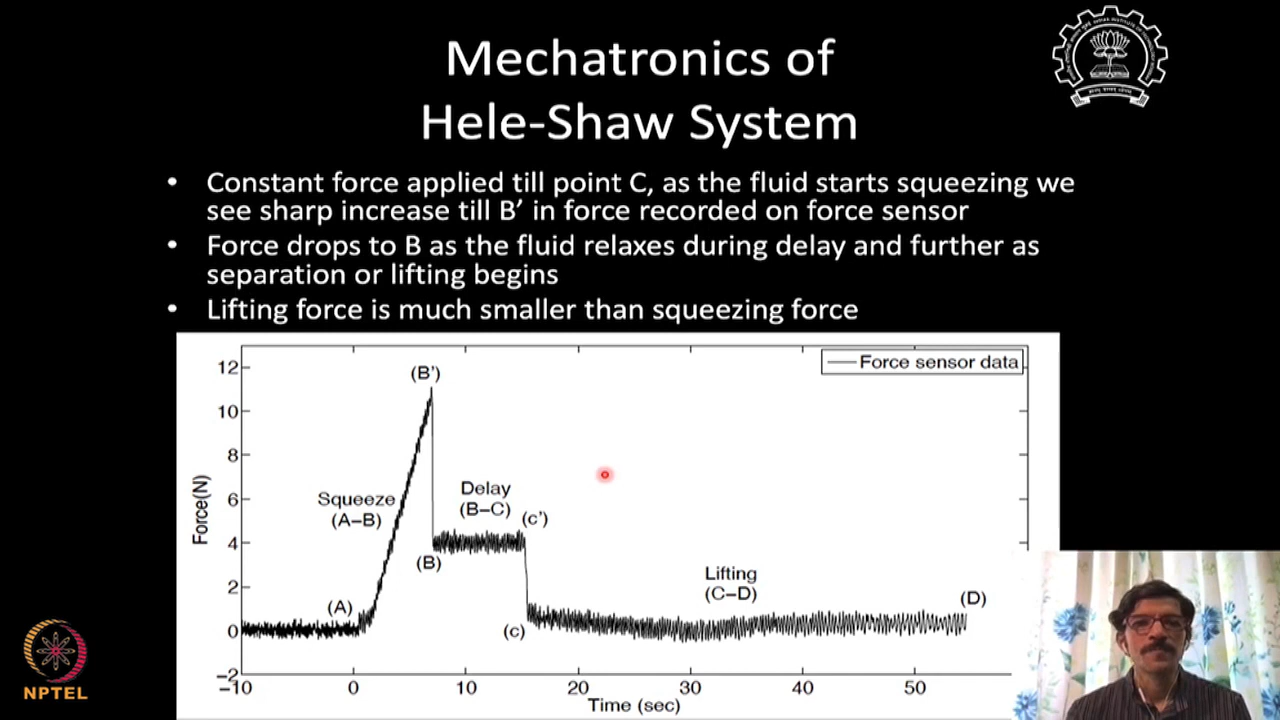 Mechatronics of
Hele-Shaw System
• Constant force applied till point C, as the fluid starts squeezing we
see sharp increase till B’ in force recorded on force sensor
• Force drops to B as the fluid relaxes during delay and further as
separation or lifting begins
• Lifting force is much smaller than squeezing force
Force sensor data
(B')
Squeeze
(A−B)
Delay
(B−C)
(c')
(B)
Lifting
(C−D)
(A)
(c)
(D)
Force(N)
12
10
8
6
4
2
0
−2
−10
0
10
20
30
40
50
Time (sec)
NPTEL